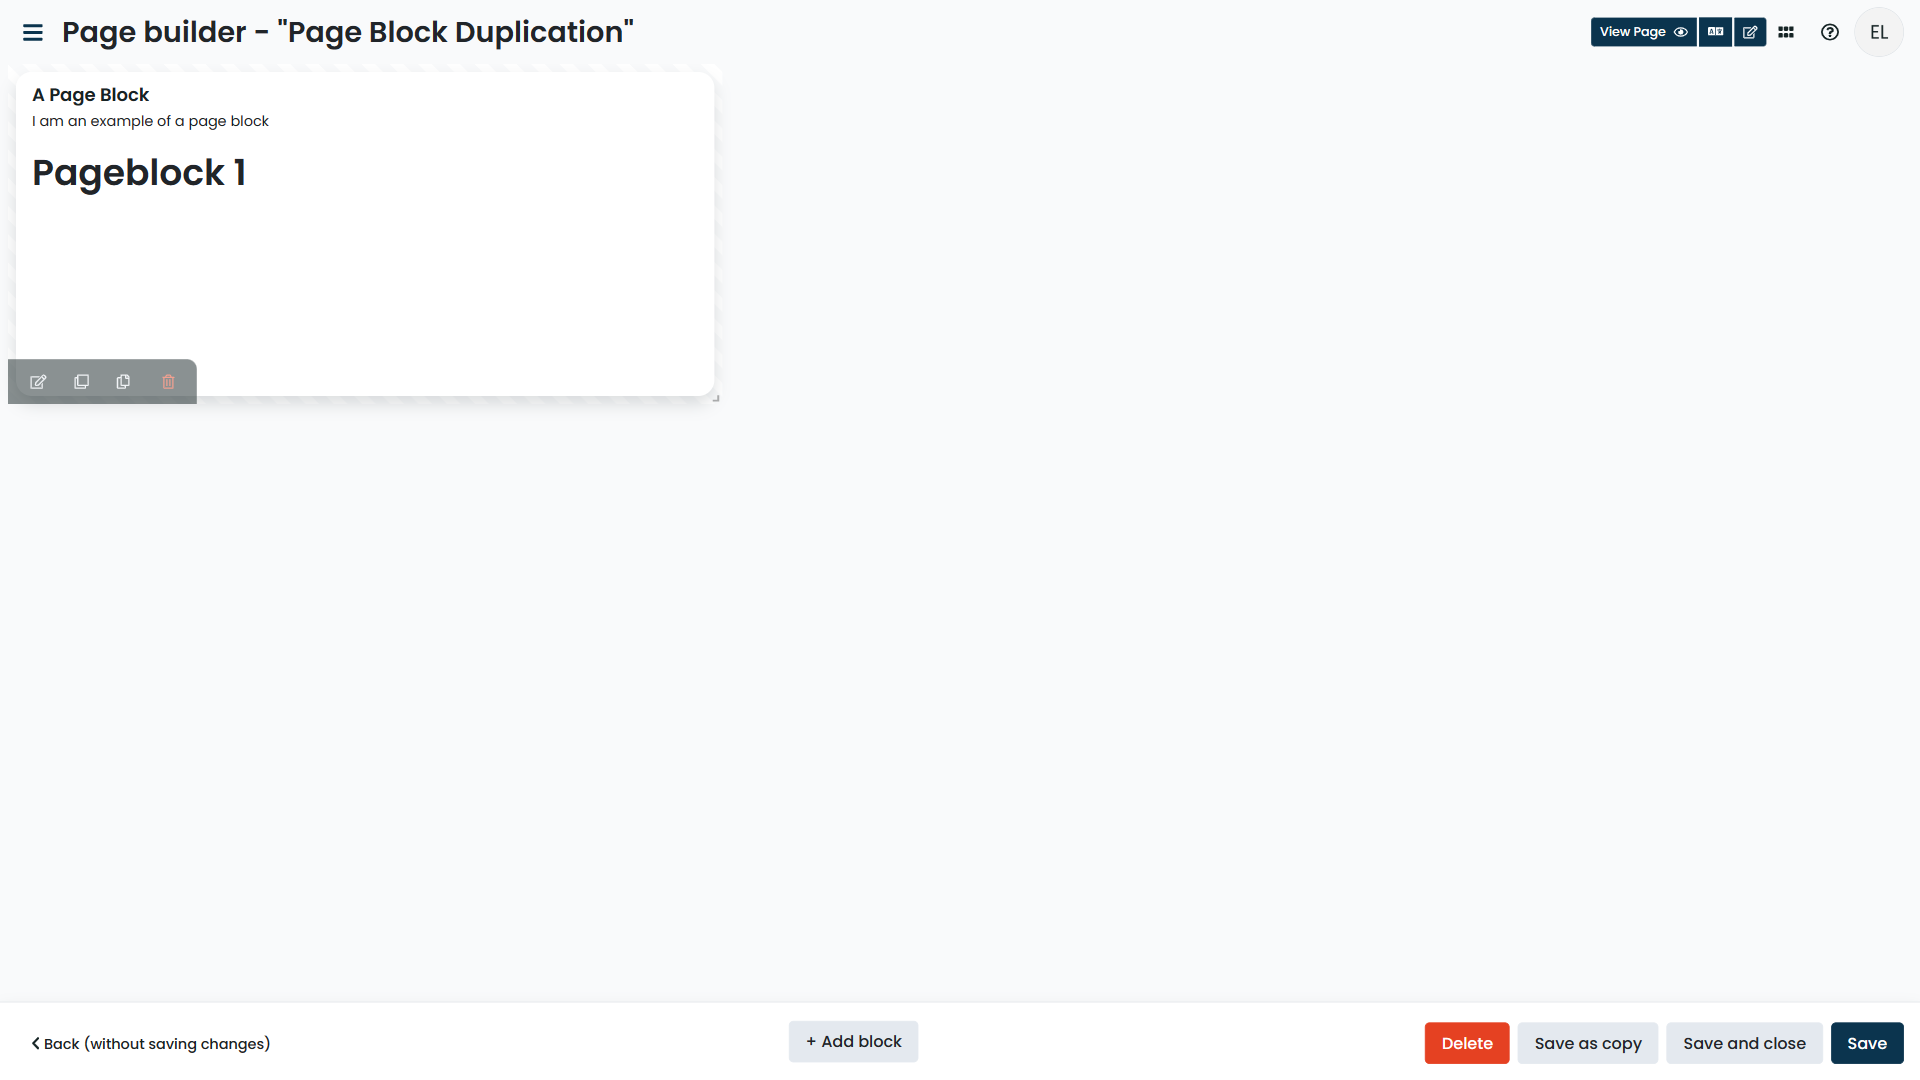 Page builder - "Page Block Duplication"
View Page
EL
A Page Block
I am an example of a page block
Pageblock 1
Back (without saving changes)
+ Add block
Delete
Save as copy
Save and close
Save